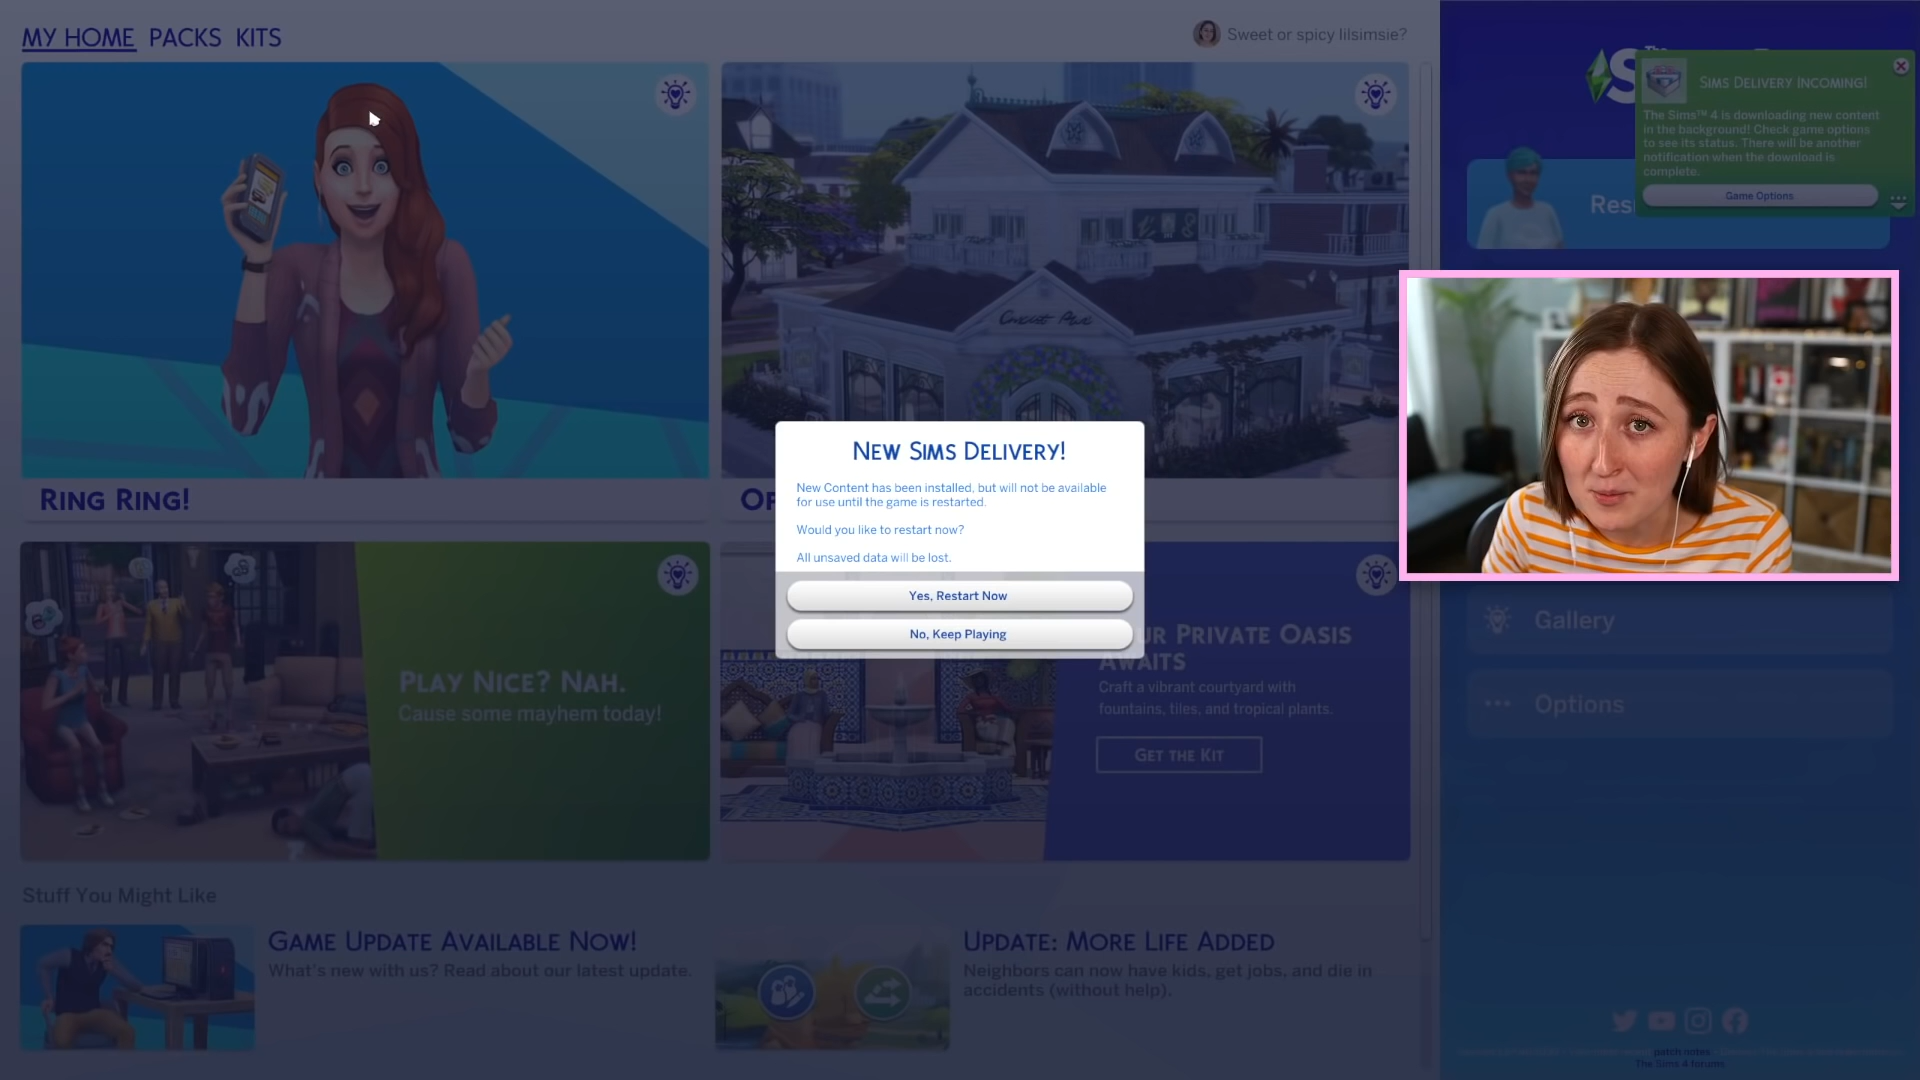 MY HOME PACKS KITS
Sweet or spicy lilsimsie?
SIMS DELIVERY INCOMING!
The Sims™ 4 is downloading new content
in the background! Check game options
to see its status. There will be another
notification when the download is
complete.
Game Options
RING RING!
NEW SIMS DELIVERY!
New Content has been installed, but will not be available
for use until the game is restarted.
Would you like to restart now?
All unsaved data will be lost.
Yes, Restart Now
No, Keep Playing
PLAY NICE? NAH.
Cause some mayhem today!
PRIVATE OASIS
AWAITS
Craft a vibrant courtyard with
fountains, tiles, and tropical plants.
GET THE KIT
Gallery
Options
Stuff You Might Like
GAME UPDATE AVAILABLE NOW!
What's new with us? Read about our latest update.
UPDATE: MORE LIFE ADDED
Neighbors can now have kids, get jobs, and die in
accidents (without help).
patch notes
The Sims 4 forums